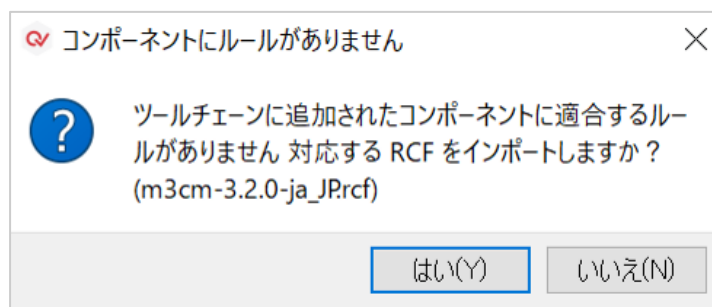 コンポーネントにルールがありません
ツールチェーンに追加されたコンポーネントに適合するルー
ルがありません 対応する RCF をインポートしますか？
(m3cm-3.2.0-ja_JP.rcf)
はい(Y)
いいえ(N)